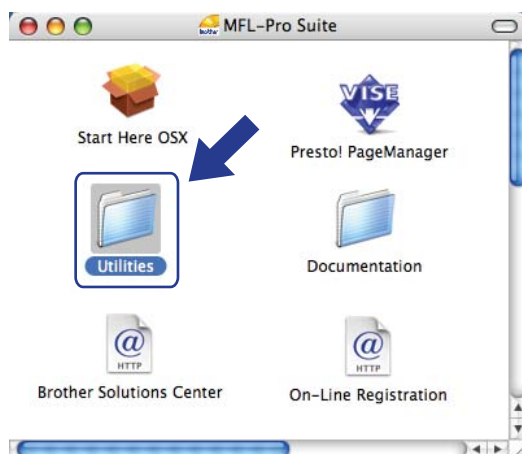 MFL-Pro Suite
Start Here OSX
VISE
Presto! PageManager
Utilities
Documentation
@
HTTP
@
HTTP
Brother Solutions Center
On-Line Registration